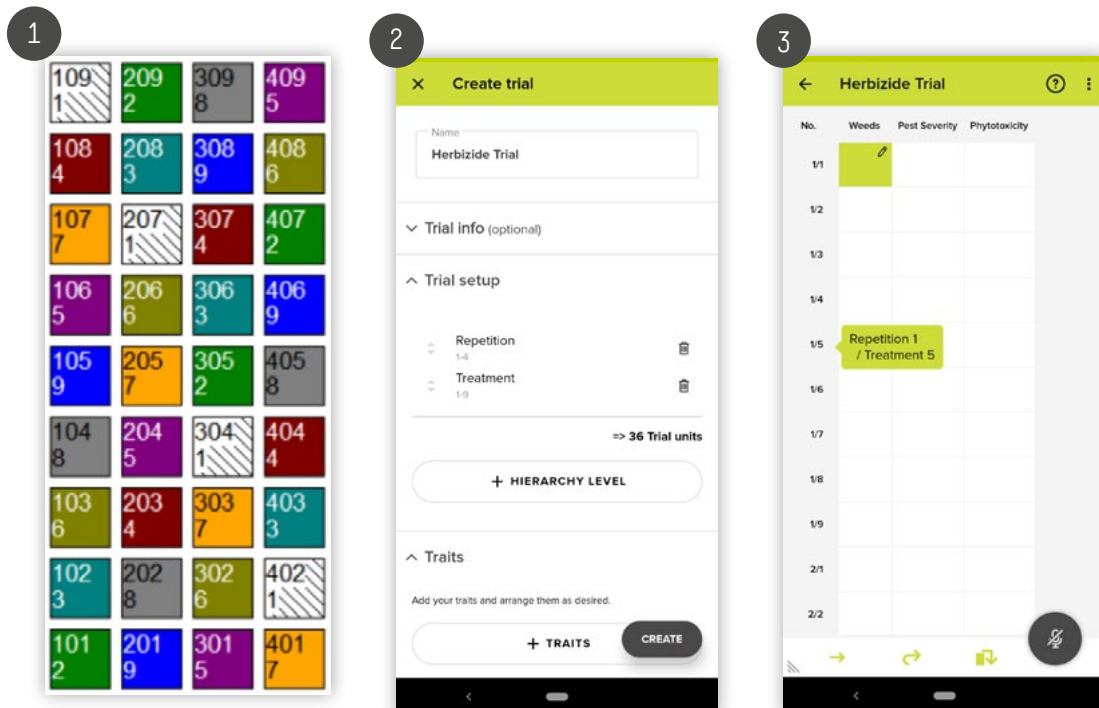 1
109 209 309 409
1 2 8 5
108 208 308 408
4 3 9 6
107 207 307 407
7 1 4 2
106 206 306 406
5 6 3 9
105 205 305 405
9 7 2 8
104 204 304 404
8 5 1 4
103 203 303 403
6 4 7 3
102 202 302 402
3 8 6 1
101 201 301 401
2 9 5 7
2
Create trial
Name
Herbizide Trial
Trial info (optional)
Trial setup
Repetition
1-4
Treatment
1-9
=> 36 Trial units
+ HIERARCHY LEVEL
Traits
Add your traits and arrange them as desired.
+ TRAITS
CREATE
3
Herbizide Trial
No. Weeds Pest Severity Phytotoxicity
1/1
1/2
1/3
1/4
1/5
Repetition 1
/ Treatment 5
1/6
1/7
1/8
1/9
2/1
2/2